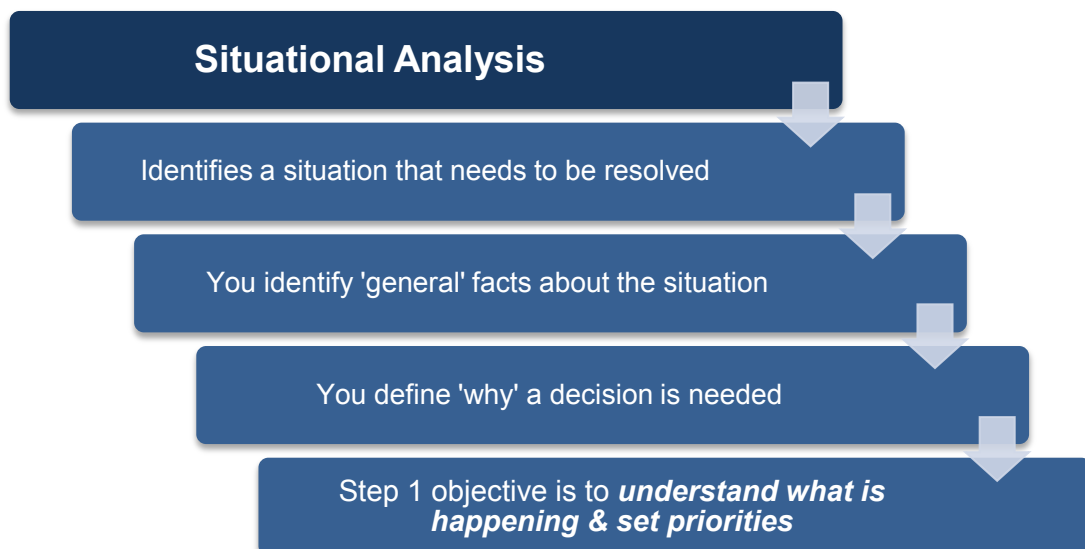 Situational Analysis
Identifies a situation that needs to be resolved
You identify 'general' facts about the situation
You define 'why' a decision is needed
Step 1 objective is to understand what is
happening & set priorities